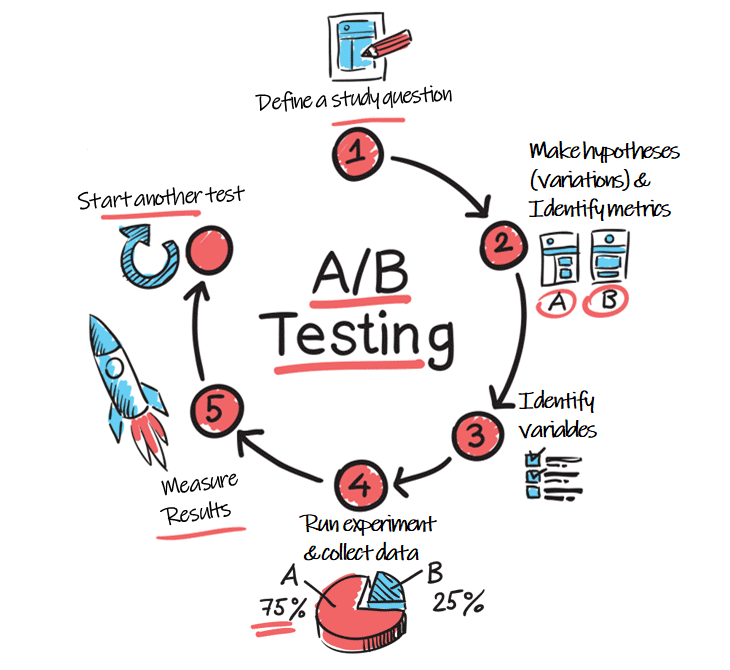 Define a study question
1
Make hypotheses
(variations) &
Identify metrics
2
A B
Identify
variables
3
4
Run experiment
& collect data
A
75%
B
25%
5
Measure
Results
Start another test
A/B
Testing